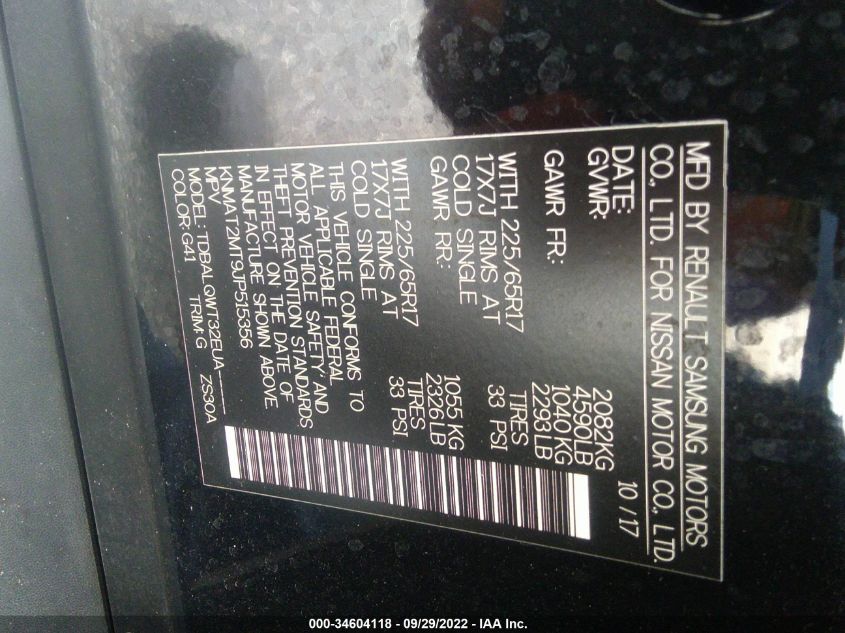 MFD BY RENAULT SAMSUNG MOTORS
CO., LTD. FOR NISSAN MOTOR CO., LTD.
DATE: 10 / 17
GVWR: 2082KG
4590LB
GAWR FR: 1040KG
2293LB
WITH 225/65R17 TIRES
17X7J RIMS AT 33 PSI
COLD SINGLE
GAWR RR: 1055KG
2326LB
WITH 225/65R17 TIRES
17X7J RIMS AT 33 PSI
COLD SINGLE
THIS VEHICLE CONFORMS TO
ALL APPLICABLE FEDERAL
MOTOR VEHICLE SAFETY AND
THEFT PREVENTION STANDARDS
IN EFFECT ON THE DATE OF
MANUFACTURE SHOWN ABOVE
KNMAT2MT9JP515356
MPV
MODEL: TDBALQWT32EUA_____
COLOR: G41 TRIM: G ZS30A
000-34604118 - 09/29/2022 - IAA Inc.